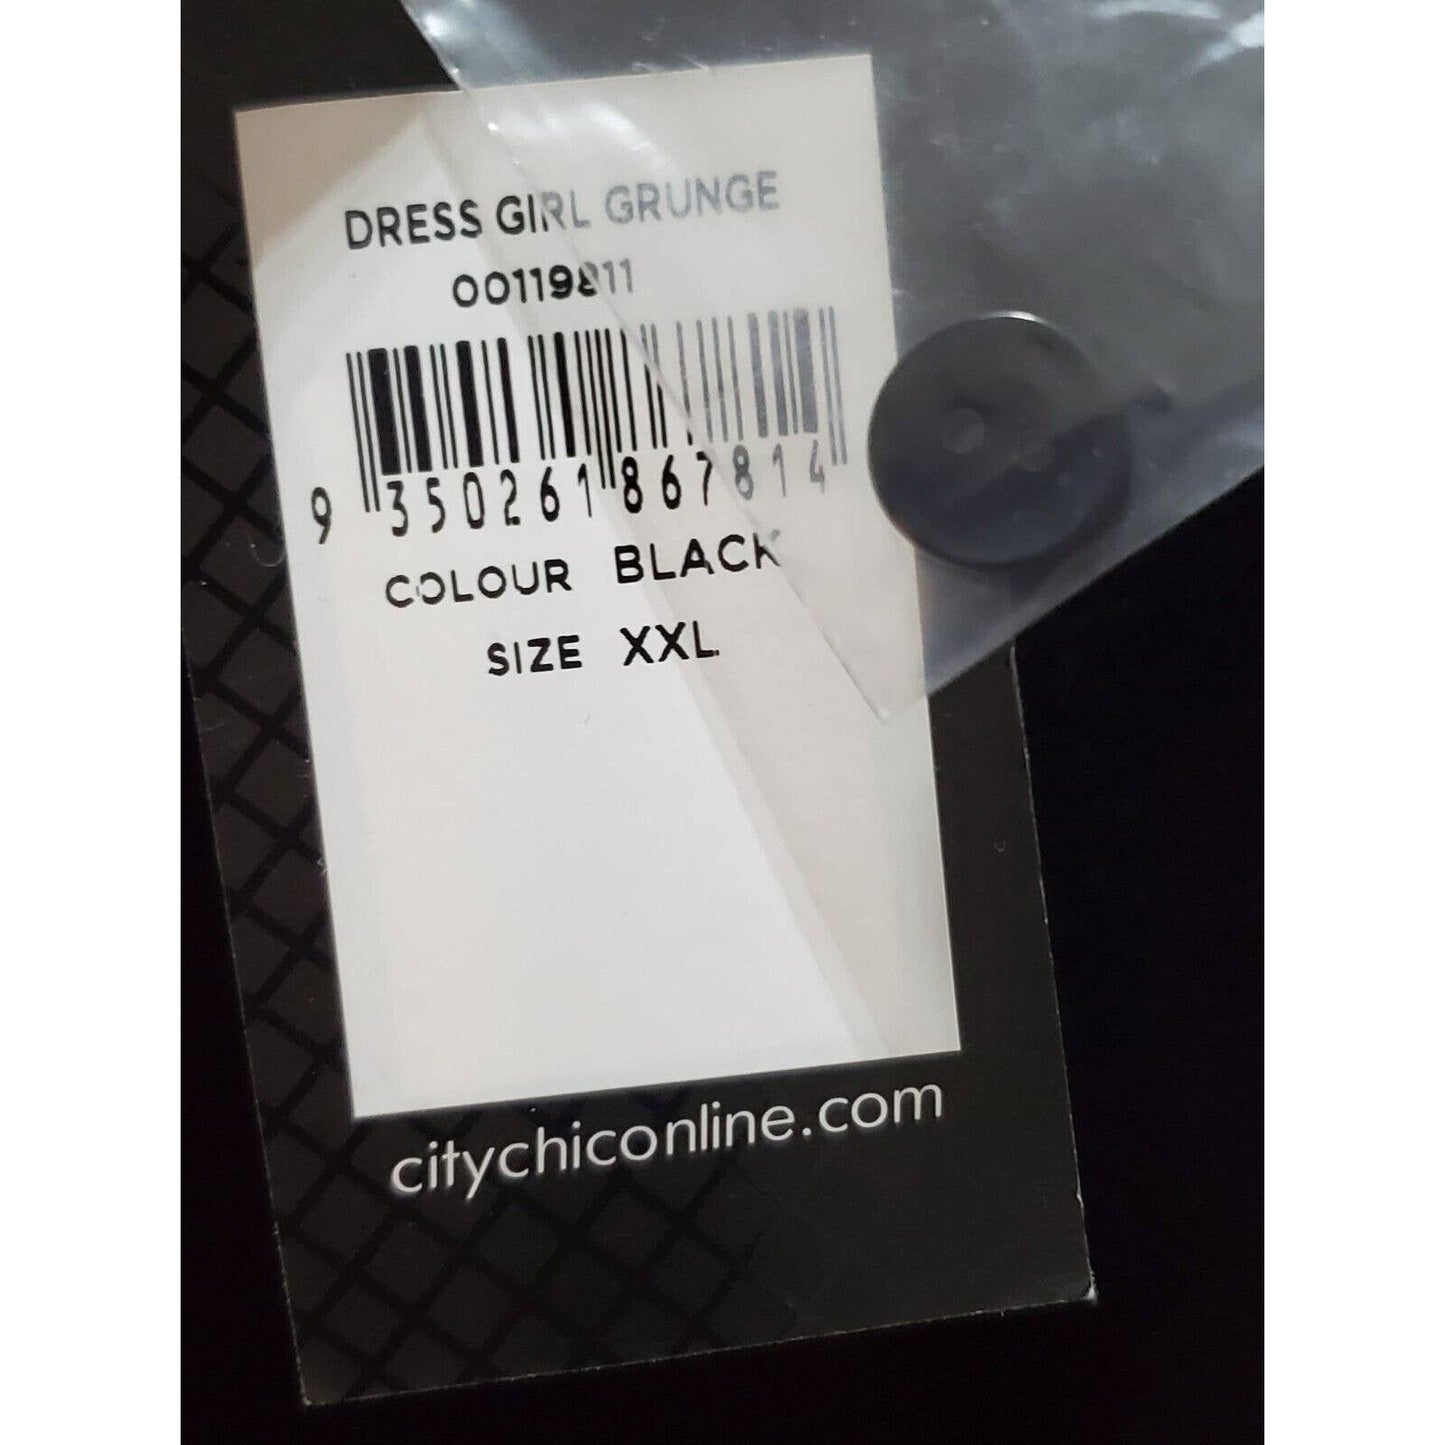 DRESS GIRL GRUNGE
00119811
9 350261 867814
COLOUR BLACK
SIZE XXL
citychiconline.com